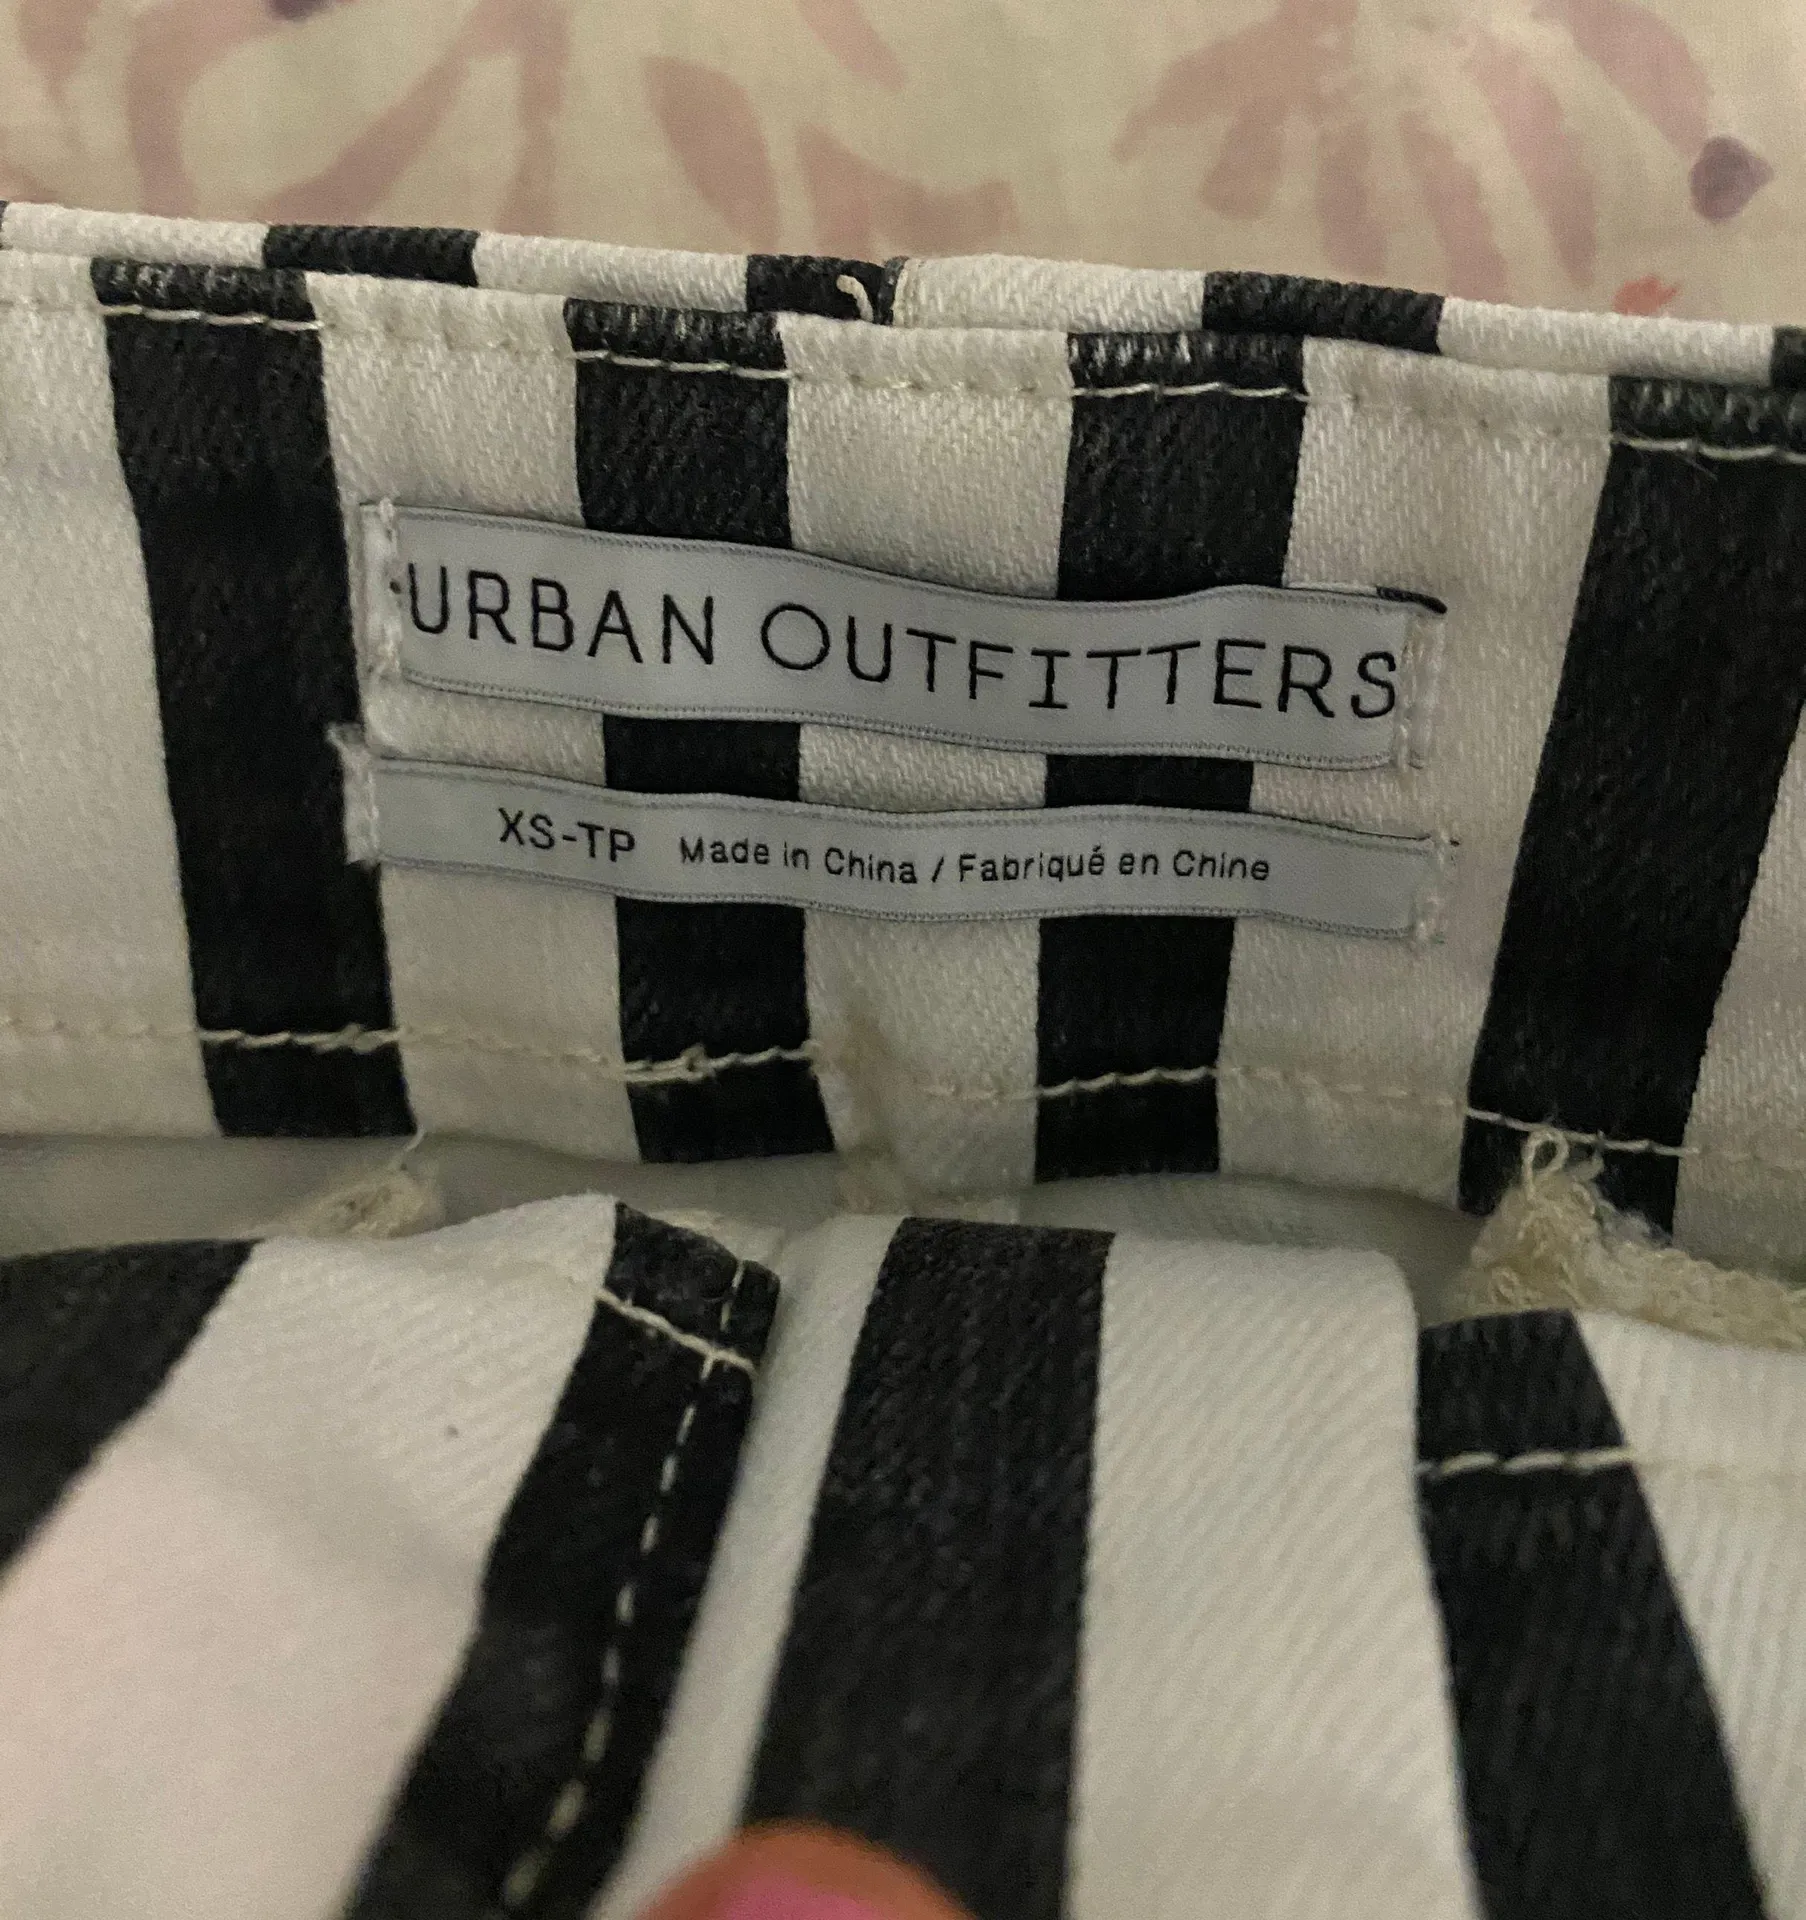 URBAN OUTFITTERS
XS-TP Made in China / Fabriqué en Chine